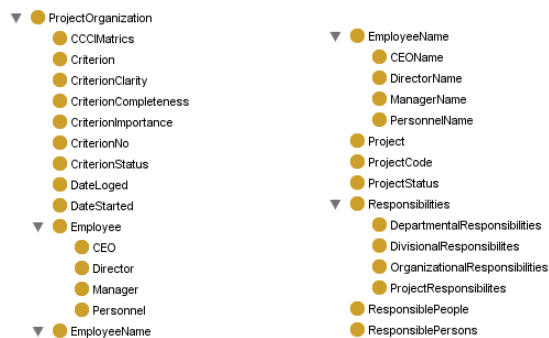 ProjectOrganization
CCCIMatrics
Criterion
CriterionClarity
CriterionCompleteness
CriterionImportance
CriterionNo
CriterionStatus
DateLoged
DateStarted
Employee
CEO
Director
Manager
Personnel
EmployeeName
EmployeeName
CEOName
DirectorName
ManagerName
PersonnelName
Project
ProjectCode
ProjectStatus
Responsibilities
DepartmentalResponsibilities
DivisionalResponsibilites
OrganizationalResponsibilities
ProjectResponsibilites
ResponsiblePeople
ResponsiblePersons